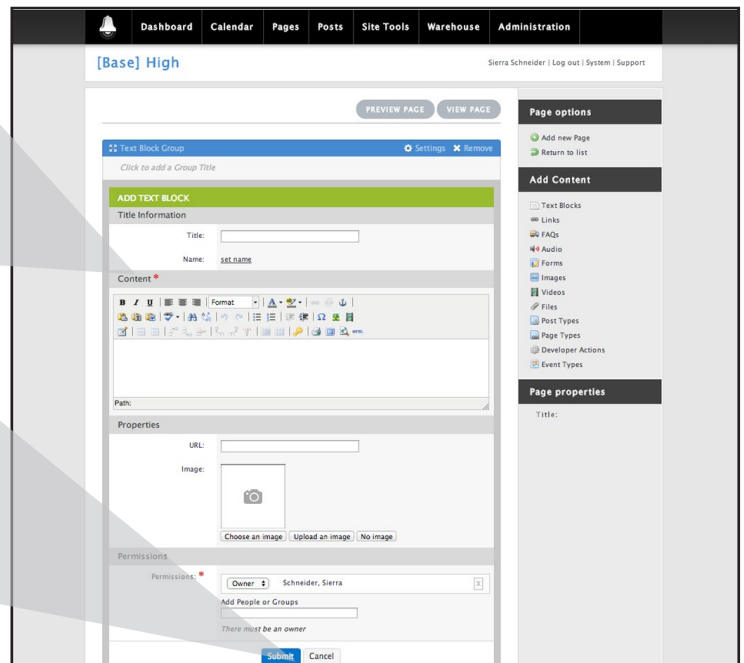 Dashboard Calendar Pages Posts Site Tools Warehouse Administration
[Base] High
Sierra Schneider | Log out | System | Support
PREVIEW PAGE VIEW PAGE
Text Block Group Settings Remove
Click to add a Group Title
ADD TEXT BLOCK
Title Information
Title:
Name: set name
Content *
B I U Format A
Ω
HTML
Path:
Properties
URL:
Image:
Choose an image Upload an image No image
Permissions
Permissions: * Owner Schneider, Sierra X
Add People or Groups
There must be an owner
Submit Cancel
Page options
Add new Page
Return to list
Add Content
Text Blocks
Links
FAQs
Audio
Forms
Images
Videos
Files
Post Types
Page Types
Developer Actions
Event Types
Page properties
Title: